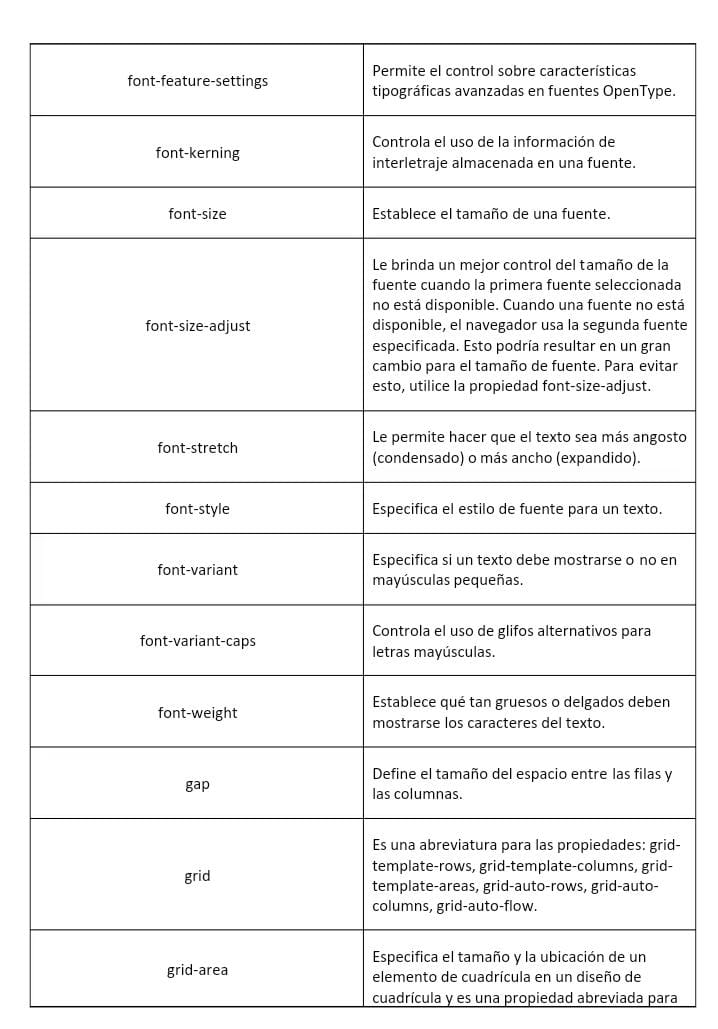 font-feature-settings
Permite el control sobre características
tipográficas avanzadas en fuentes OpenType.
font-kerning
Controla el uso de la información de
interletraje almacenada en una fuente.
font-size
Establece el tamaño de una fuente.
font-size-adjust
Le brinda un mejor control del tamaño de la
fuente cuando la primera fuente seleccionada
no está disponible. Cuando una fuente no está
disponible, el navegador usa la segunda fuente
especificada. Esto podría resultar en un gran
cambio para el tamaño de fuente. Para evitar
esto, utilice la propiedad font-size-adjust.
font-stretch
Le permite hacer que el texto sea más angosto
(condensado) o más ancho (expandido).
font-style
Especifica el estilo de fuente para un texto.
font-variant
Especifica si un texto debe mostrarse o no en
mayúsculas pequeñas.
font-variant-caps
Controla el uso de glifos alternativos para
letras mayúsculas.
font-weight
Establece qué tan gruesos o delgados deben
mostrarse los caracteres del texto.
gap
Define el tamaño del espacio entre las filas y
las columnas.
grid
Es una abreviatura para las propiedades: grid-
template-rows, grid-template-columns, grid-
template-areas, grid-auto-rows, grid-auto-
columns, grid-auto-flow.
grid-area
Especifica el tamaño y la ubicación de un
elemento de cuadrícula en un diseño de
cuadrícula y es una propiedad abreviada para